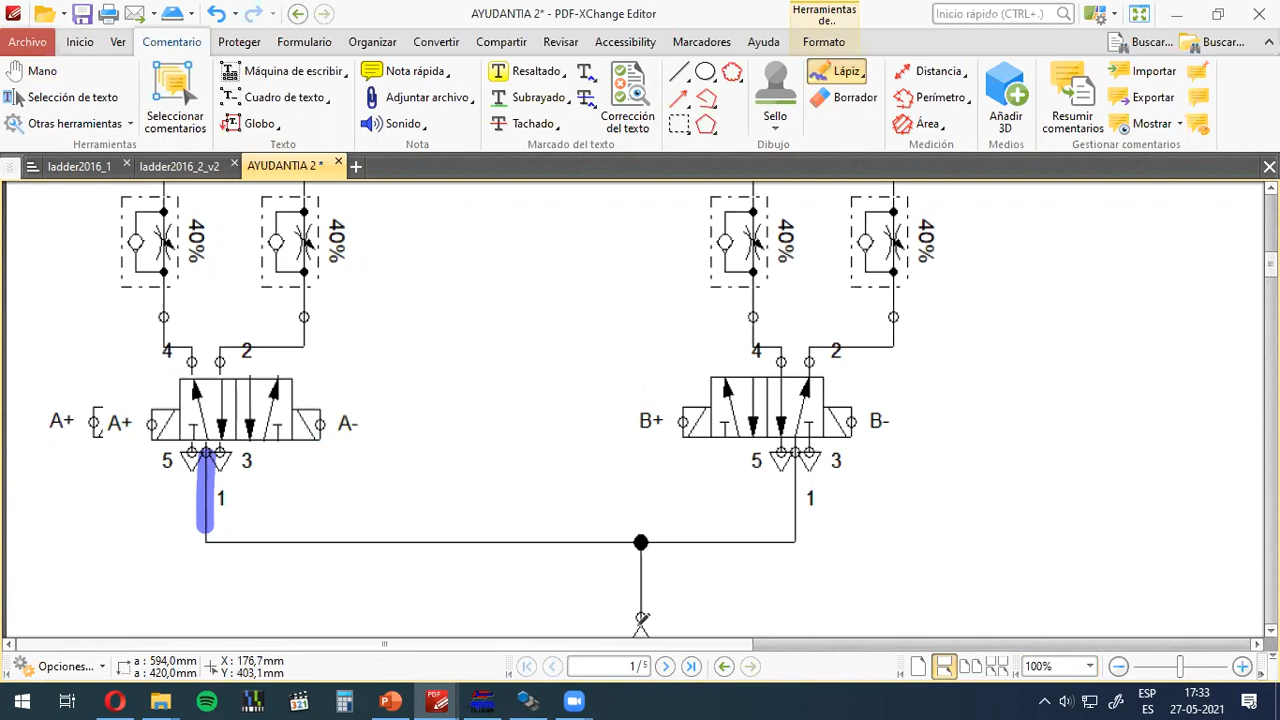 AYUDANTIA 2 - PDF-XChange Editor
Herramientas de..
Inicio rápido (CTRL+.)
Archivo Inicio Ver Comentario Proteger Formulario Organizar Convertir Compartir Revisar Accessibility Marcadores Ayuda Formato Buscar... Buscar...
Mano
Selección de texto
Otras herramientas
Seleccionar comentarios
Herramientas
Máquina de escribir
Cuadro de texto
Globo
Texto
Nota rápida
Adjuntar archivo
Sonido
Nota
Resaltado
Subrayado
Tachado
Corrección del texto
Marcado del texto
Sello
Lápiz
Borrador
Dibujo
Distancia
Perímetro
Área
Medición
Añadir 3D
Medios
Resumir comentarios
Importar
Exportar
Mostrar
Gestionar comentarios
ladder2016_1 ladder2016_2_v2 AYUDANTIA 2 *
40% 40% 40% 40%
4 2 4 2
A+ A+ A- B+ B-
5 3 5 3
1 1
Opciones...
a : 594,0mm
a : 420,0mm
X : 176,7mm
Y : 403,1mm
1/5
100%
PDF
321
ESP
ES
17:33
27-05-2021